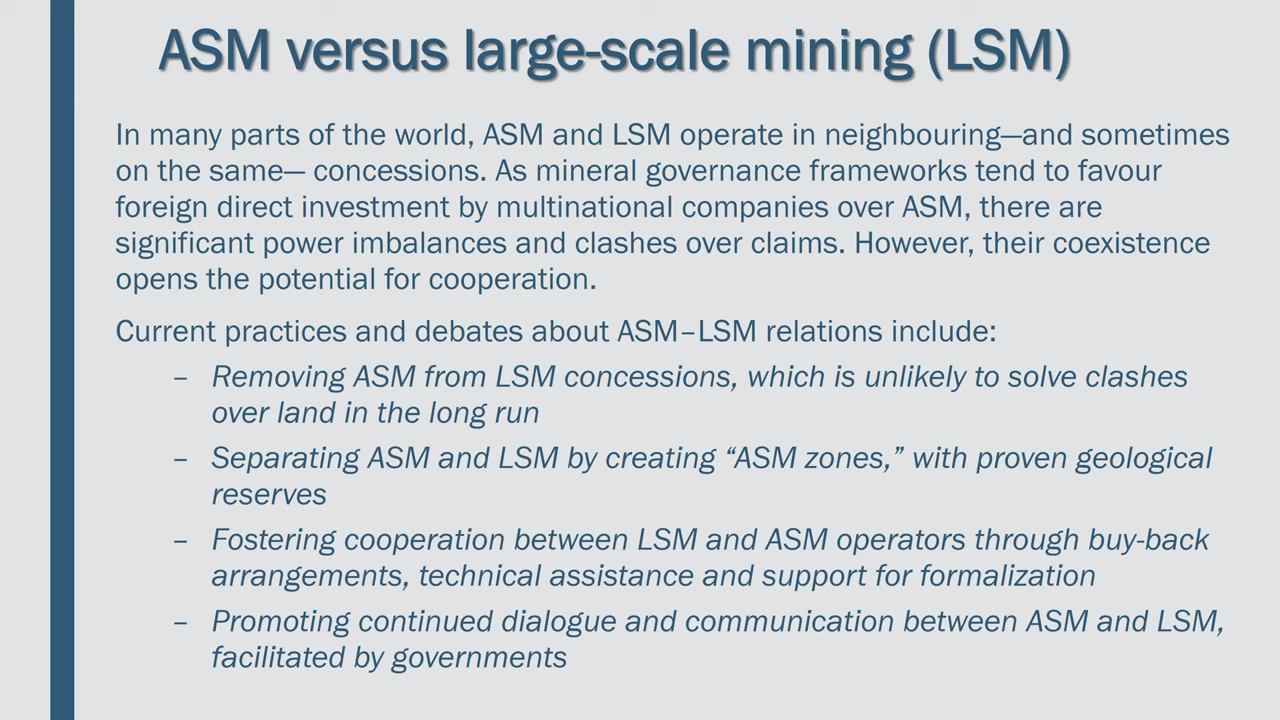 ASM versus large-scale mining (LSM)
In many parts of the world, ASM and LSM operate in neighbouring—and sometimes
on the same— concessions. As mineral governance frameworks tend to favour
foreign direct investment by multinational companies over ASM, there are
significant power imbalances and clashes over claims. However, their coexistence
opens the potential for cooperation.
Current practices and debates about ASM–LSM relations include:
– Removing ASM from LSM concessions, which is unlikely to solve clashes
over land in the long run
– Separating ASM and LSM by creating “ASM zones,” with proven geological
reserves
– Fostering cooperation between LSM and ASM operators through buy-back
arrangements, technical assistance and support for formalization
– Promoting continued dialogue and communication between ASM and LSM,
facilitated by governments